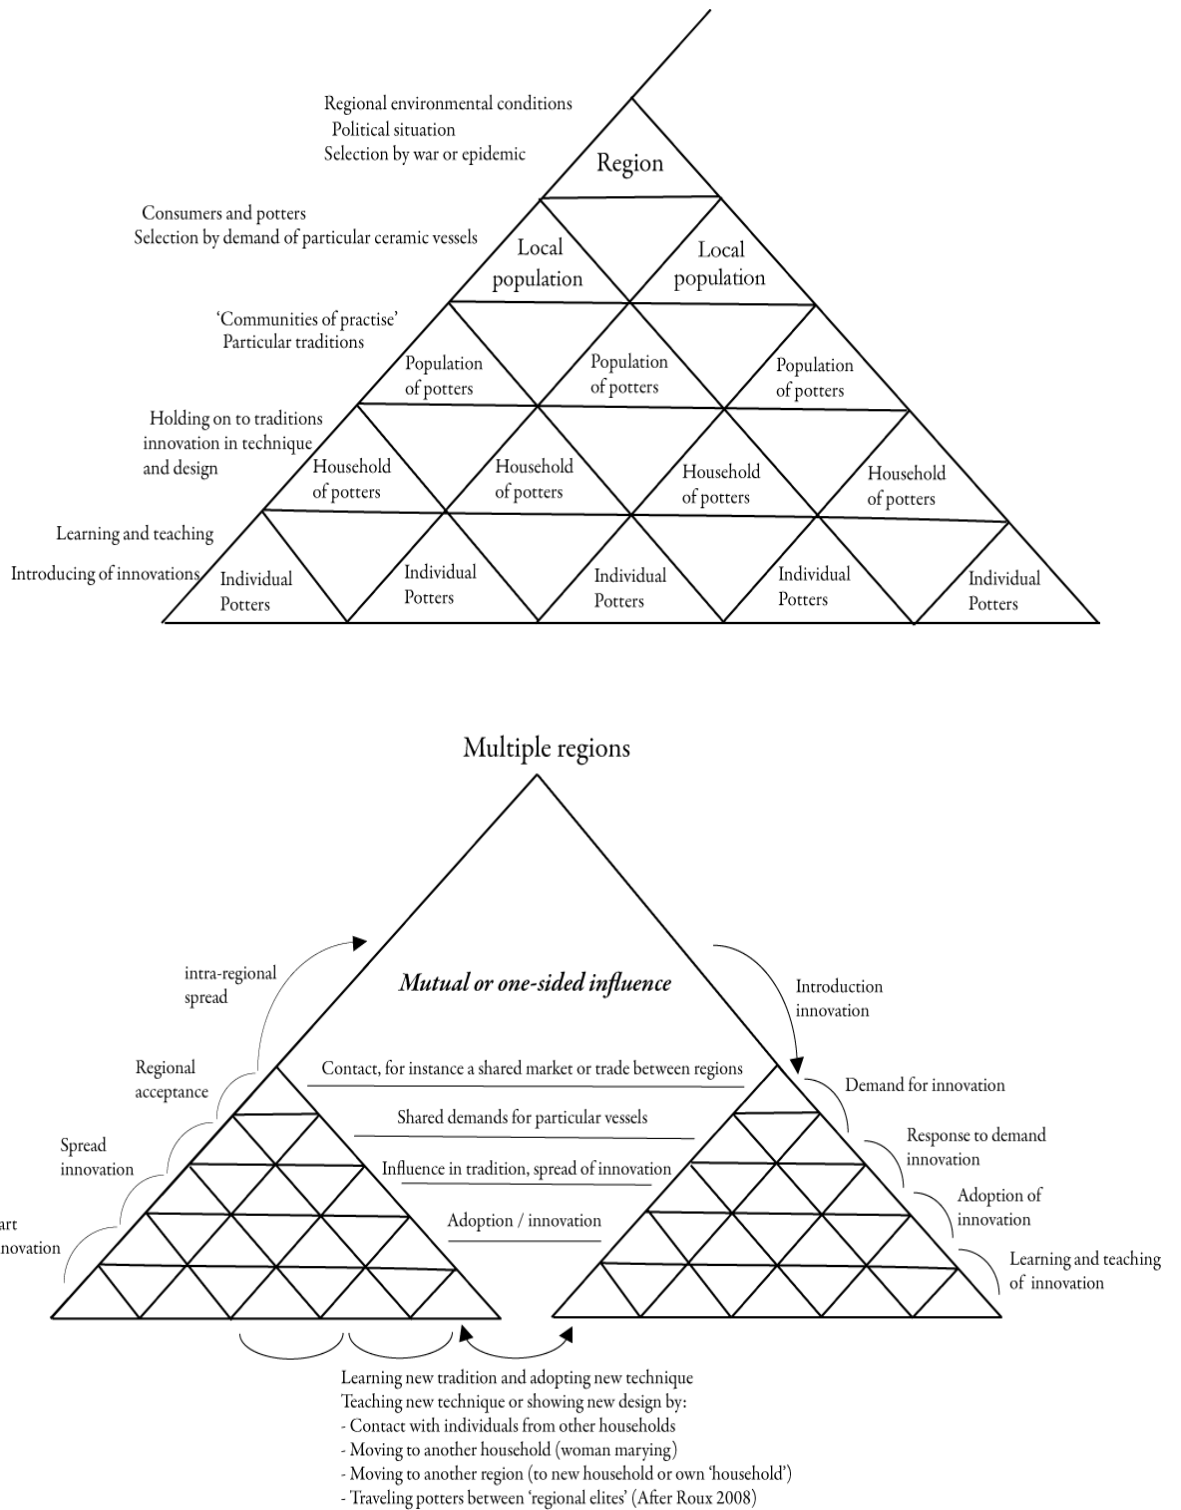 Regional environmental conditions
Political situation
Selection by war or epidemic
Region
Consumers and potters
Selection by demand of particular ceramic vessels
Local
population
Local
population
‘Communities of practise’
Particular traditions
Population
of potters
Population
of potters
Population
of potters
Holding on to traditions
innovation in technique
and design
Household
of potters
Household
of potters
Household
of potters
Household
of potters
Learning and teaching
Introducing of innovations
Individual
Potters
Individual
Potters
Individual
Potters
Individual
Potters
Individual
Potters
Multiple regions
Mutual or one-sided influence
intra-regional
spread
Introduction
innovation
Regional
acceptance
Contact, for instance a shared market or trade between regions
Demand for innovation
Shared demands for particular vessels
Spread
innovation
Response to demand
innovation
Influence in tradition, spread of innovation
Adoption of
innovation
art
novation
Adoption / innovation
Learning and teaching
of innovation
Learning new tradition and adopting new technique
Teaching new technique or showing new design by:
- Contact with individuals from other households
- Moving to another household (woman marying)
- Moving to another region (to new household or own ‘household’)
- Traveling potters between ‘regional elites’ (After Roux 2008)